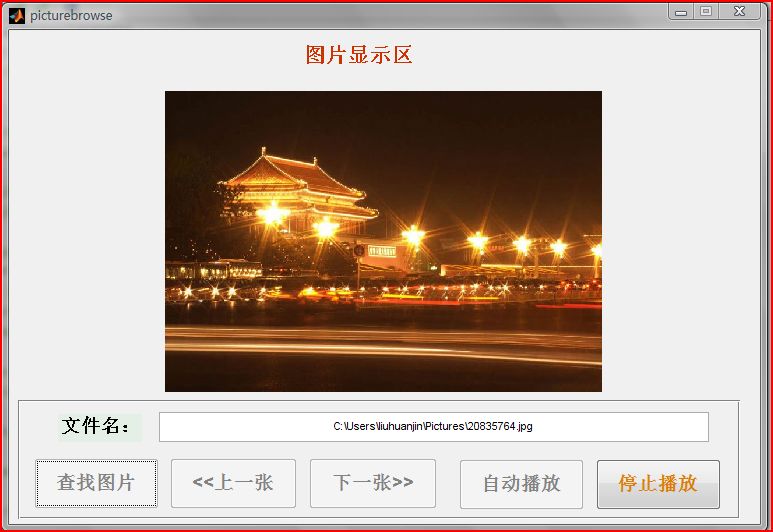 picturebrowse
图片显示区
文件名：
C:\Users\liuhuanjin\Pictures\20835764.jpg
查找图片
<<上一张
下一张>>
自动播放
停止播放